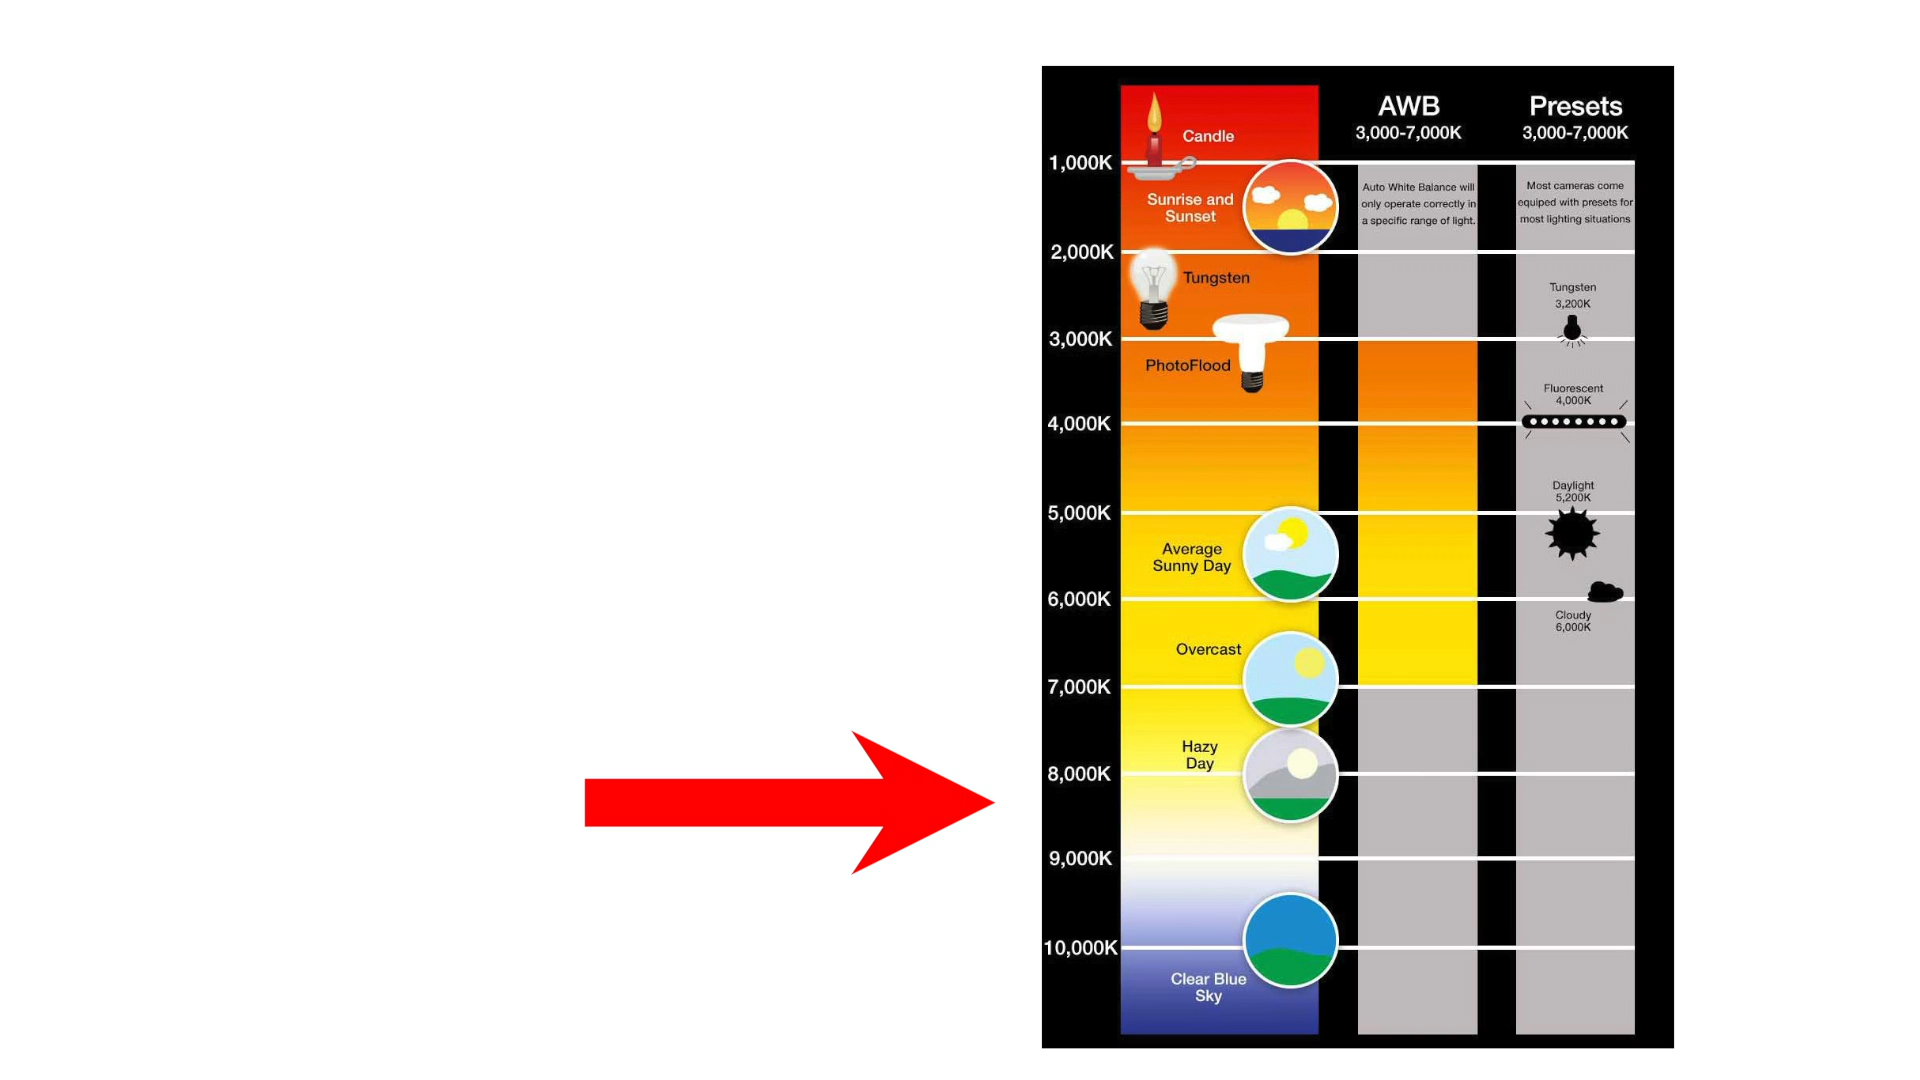 AWB
3,000-7,000K
Presets
3,000-7,000K
Candle
1,000K
Sunrise and
Sunset
Auto White Balance will
only operate correctly in
a specific range of light.
Most cameras come
equiped with presets for
most lighting situations
2,000K
Tungsten
Tungsten
3,200K
3,000K
PhotoFlood
Fluorescent
4,000K
4,000K
Daylight
5,200K
5,000K
Average
Sunny Day
6,000K
Cloudy
6,000K
Overcast
7,000K
Hazy
Day
8,000K
9,000K
10,000K
Clear Blue
Sky